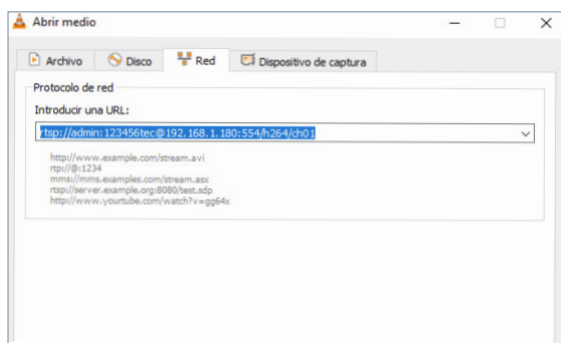 Abrir medio
Archivo Disco Red Dispositivo de captura
Protocolo de red
Introducir una URL:
rtsp://admin:123456tec@192.168.1.180:554/h264/ch01
http://www.example.com/stream.avi
rtp://@:1234
mms://mms.examples.com/stream.asx
rtsp://server.example.org:8080/test.sdp
http://www.yourtube.com/watch?v=gg64x